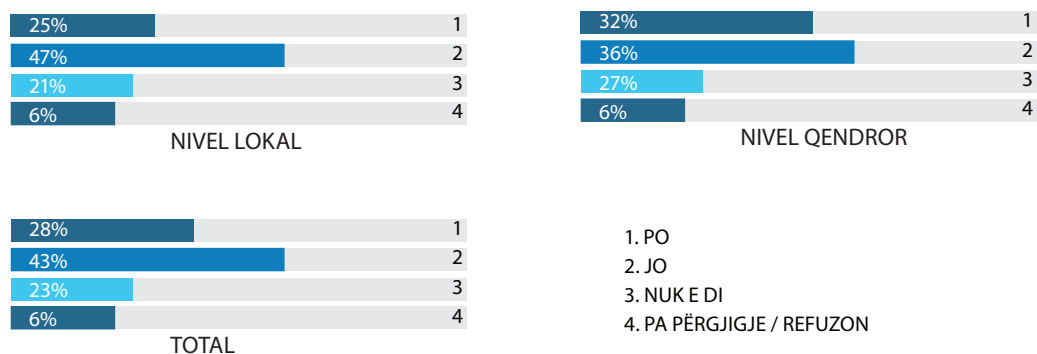 25% 1
47% 2
21% 3
6% 4
NIVEL LOKAL
32% 1
36% 2
27% 3
6% 4
NIVEL QENDROR
28% 1
43% 2
23% 3
6% 4
TOTAL
1. PO
2. JO
3. NUK E DI
4. PA PËRGJIGJE / REFUZON